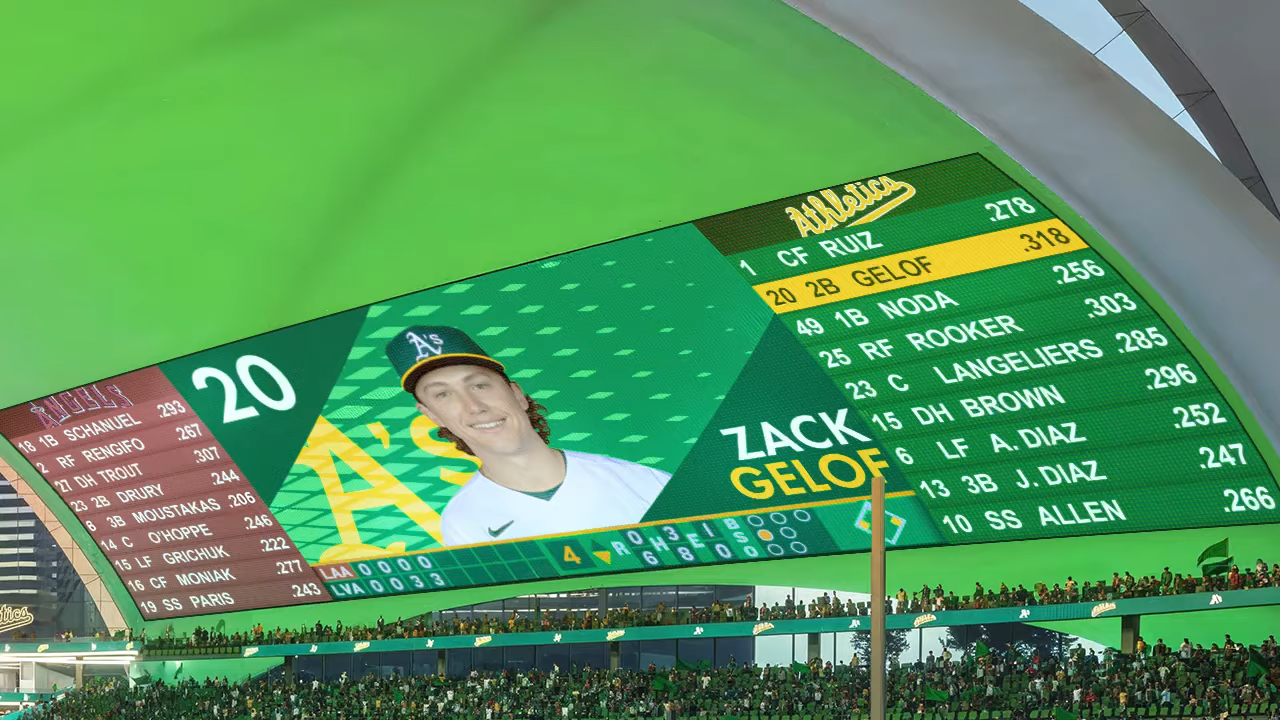 ANGELS
18 1B SCHANUEL .293
2 RF RENGIFO .267
27 DH TROUT .307
23 2B DRURY .244
8 3B MOUSTAKAS .206
14 C O'HOPPE .246
15 LF GRICHUK .222
16 CF MONIAK .277
19 SS PARIS .243
20
A's
A's
ZACK
GELOF
LAA 0 0 0 0
LVA 0 0 3 3
4
R H E
0 3 1
6 8 0
B
S
O
Athletics
1 CF RUIZ .278
20 2B GELOF .318
49 1B NODA .256
25 RF ROOKER .303
23 C LANGELIERS .285
15 DH BROWN .296
6 LF A. DIAZ .252
13 3B J. DIAZ .247
10 SS ALLEN .266